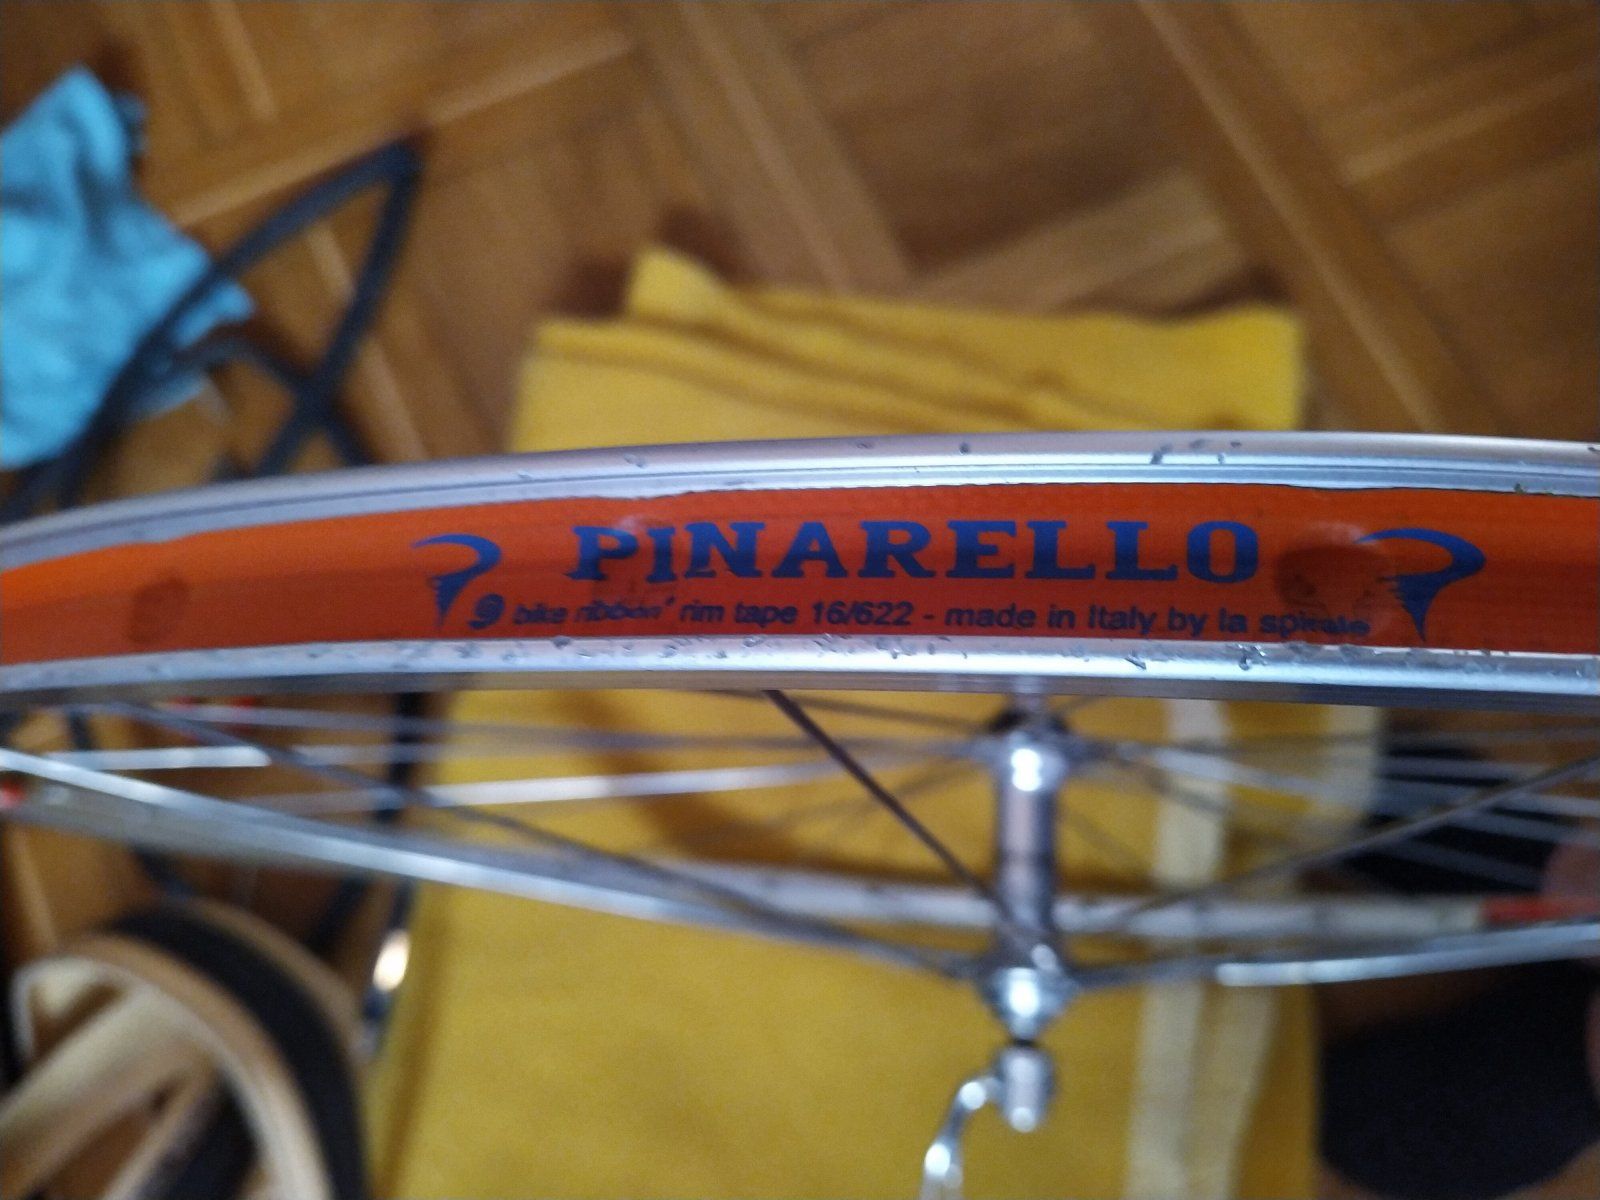 PINARELLO
bike ribbon® rim tape 16/622 - made in Italy by la spirale